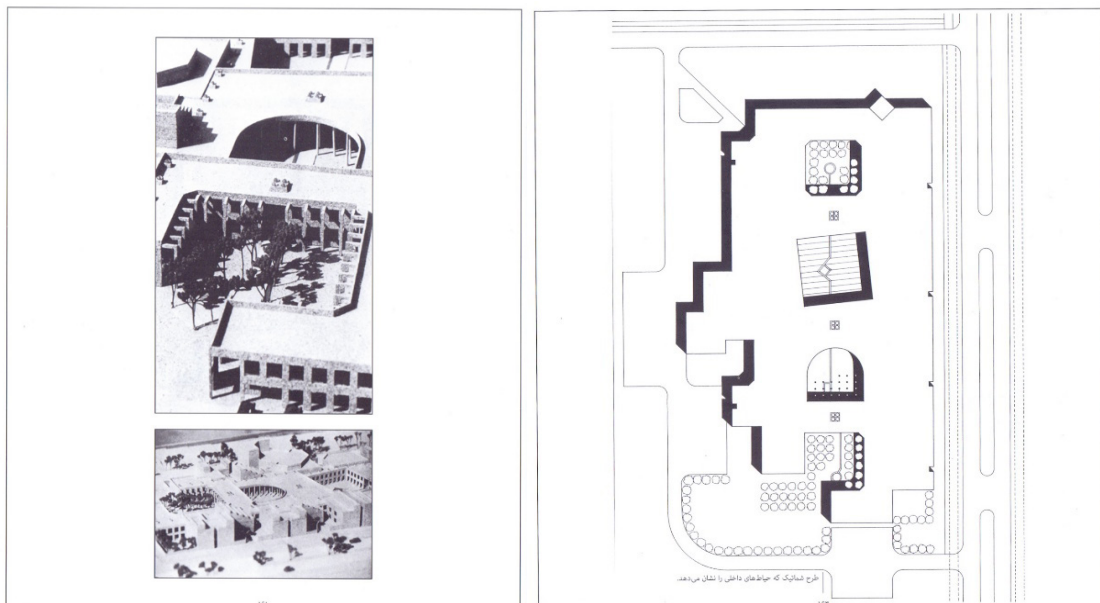 طرح شماتیک که حیاط‌های داخلی را نشان می‌دهد.